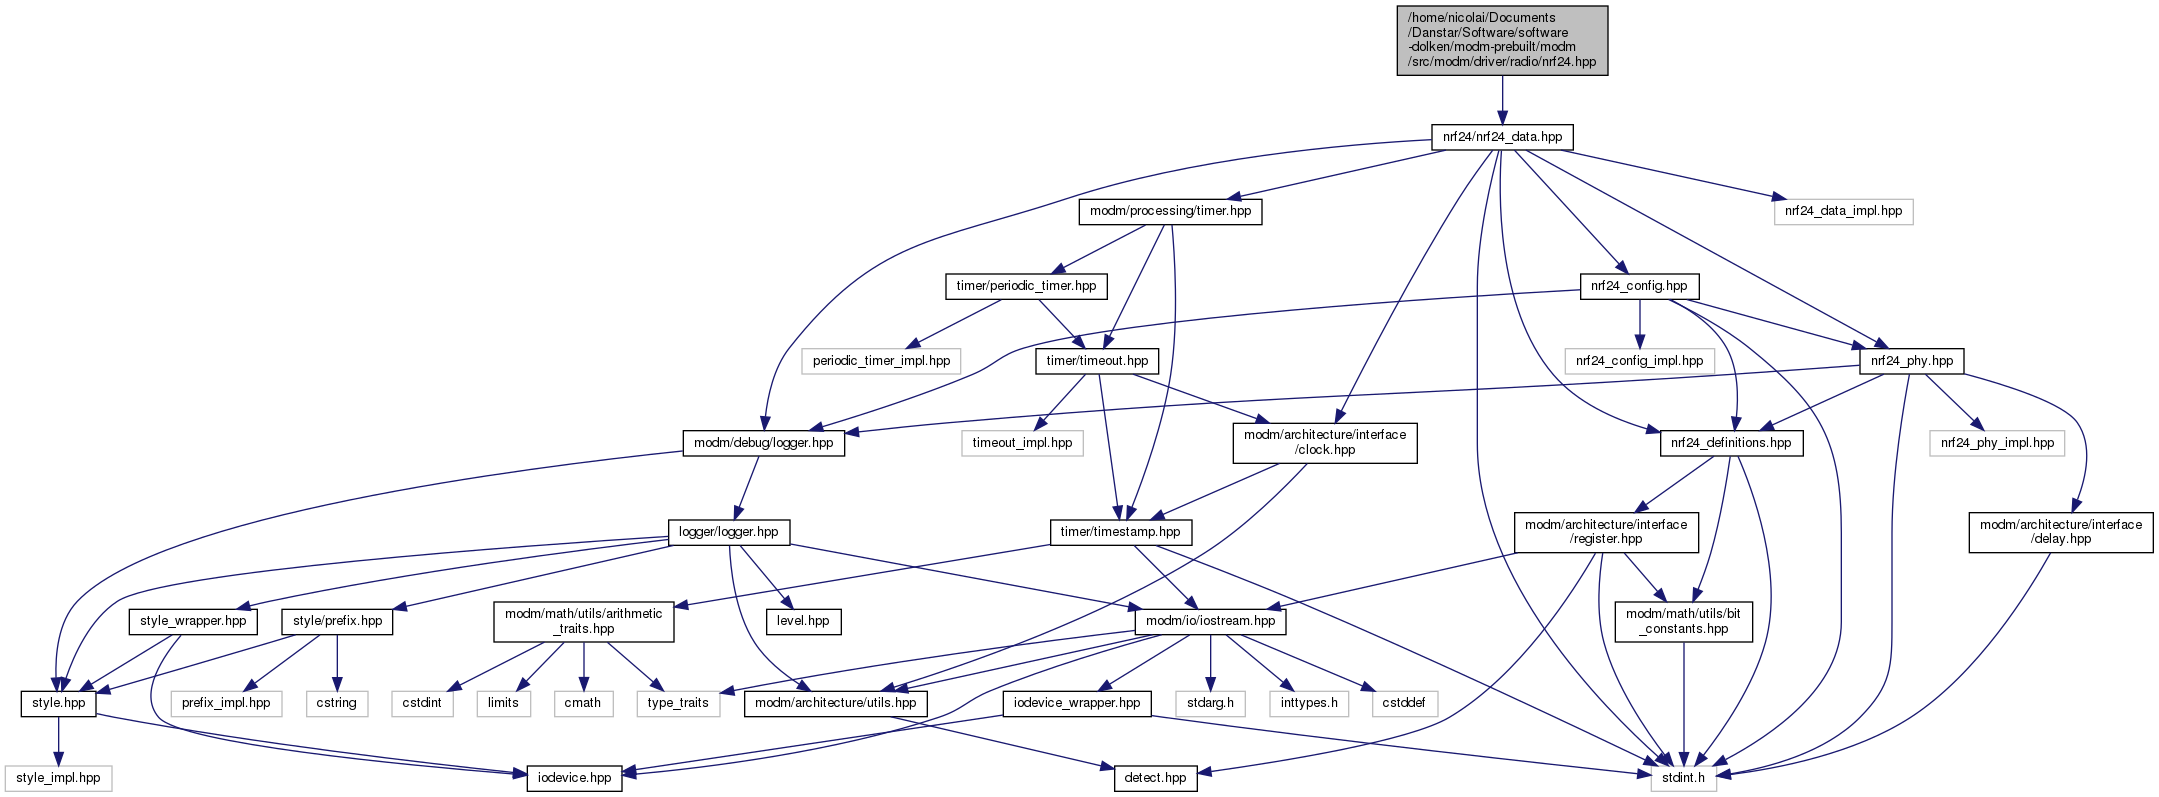 /home/nicolai/Documents
/Danstar/Software/software
-dolken/modm-prebuilt/modm
/src/modm/driver/radio/nrf24.hpp
nrf24/nrf24_data.hpp
modm/processing/timer.hpp
nrf24_data_impl.hpp
timer/periodic_timer.hpp
nrf24_config.hpp
periodic_timer_impl.hpp
timer/timeout.hpp
nrf24_config_impl.hpp
nrf24_phy.hpp
modm/debug/logger.hpp
timeout_impl.hpp
modm/architecture/interface
/clock.hpp
nrf24_definitions.hpp
nrf24_phy_impl.hpp
logger/logger.hpp
timer/timestamp.hpp
modm/architecture/interface
/register.hpp
modm/architecture/interface
/delay.hpp
style_wrapper.hpp
style/prefix.hpp
modm/math/utils/arithmetic
_traits.hpp
level.hpp
modm/io/iostream.hpp
modm/math/utils/bit
_constants.hpp
style.hpp
prefix_impl.hpp
cstring
cstdint
limits
cmath
type_traits
modm/architecture/utils.hpp
iodevice_wrapper.hpp
stdarg.h
inttypes.h
cstddef
style_impl.hpp
iodevice.hpp
detect.hpp
stdint.h